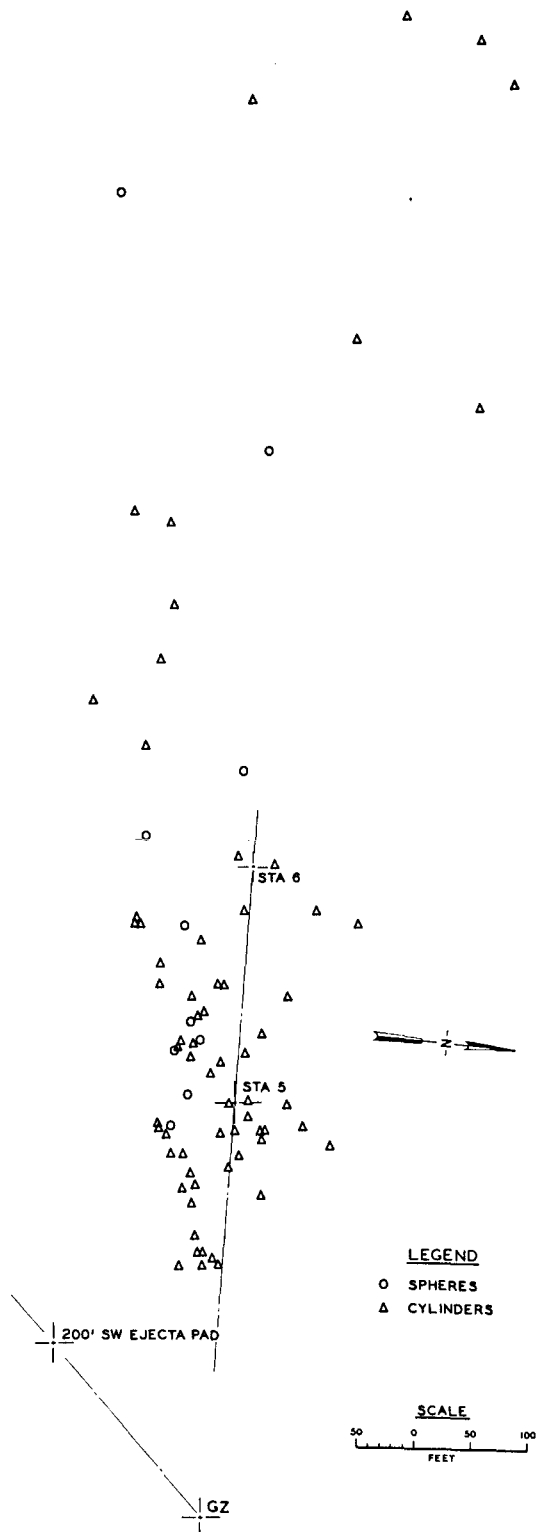 STA 6
N
STA 5
LEGEND
SPHERES
CYLINDERS
200' SW EJECTA PAD
SCALE
50 0 50 100
FEET
GZ